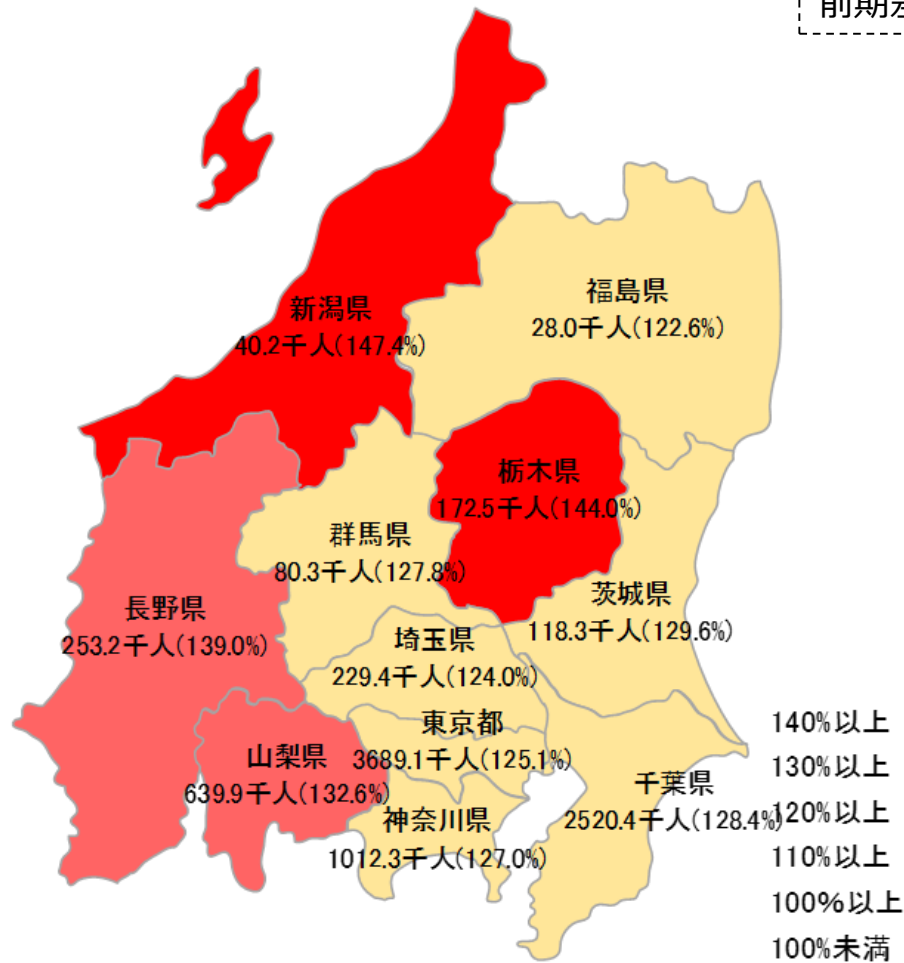 前期
新潟県
40.2千人(147.4%)
福島県
28.0千人(122.6%)
栃木県
172.5千人(144.0%)
群馬県
80.3千人(127.8%)
茨城県
118.3千人(129.6%)
長野県
253.2千人(139.0%)
埼玉県
229.4千人(124.0%)
東京都
3689.1千人(125.1%)
山梨県
639.9千人(132.6%)
千葉県
2520.4千人(128.4%)
神奈川県
1012.3千人(127.0%)
140%以上
130%以上
120%以上
110%以上
100%以上
100%未満